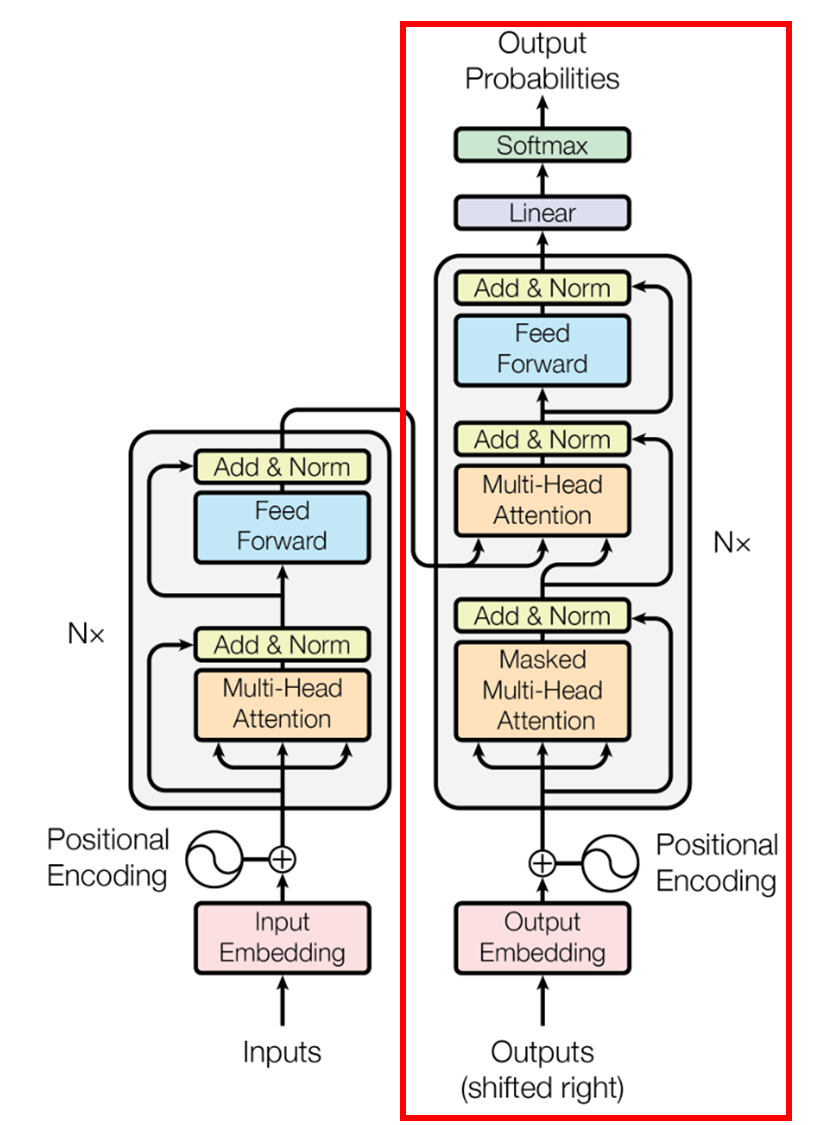 Output
Probabilities
Softmax
Linear
Add & Norm
Feed
Forward
Add & Norm
Multi-Head
Attention
N×
Add & Norm
Masked
Multi-Head
Attention
Positional
Encoding
Output
Embedding
Outputs
(shifted right)
Add & Norm
Feed
Forward
N×
Add & Norm
Multi-Head
Attention
Positional
Encoding
Input
Embedding
Inputs